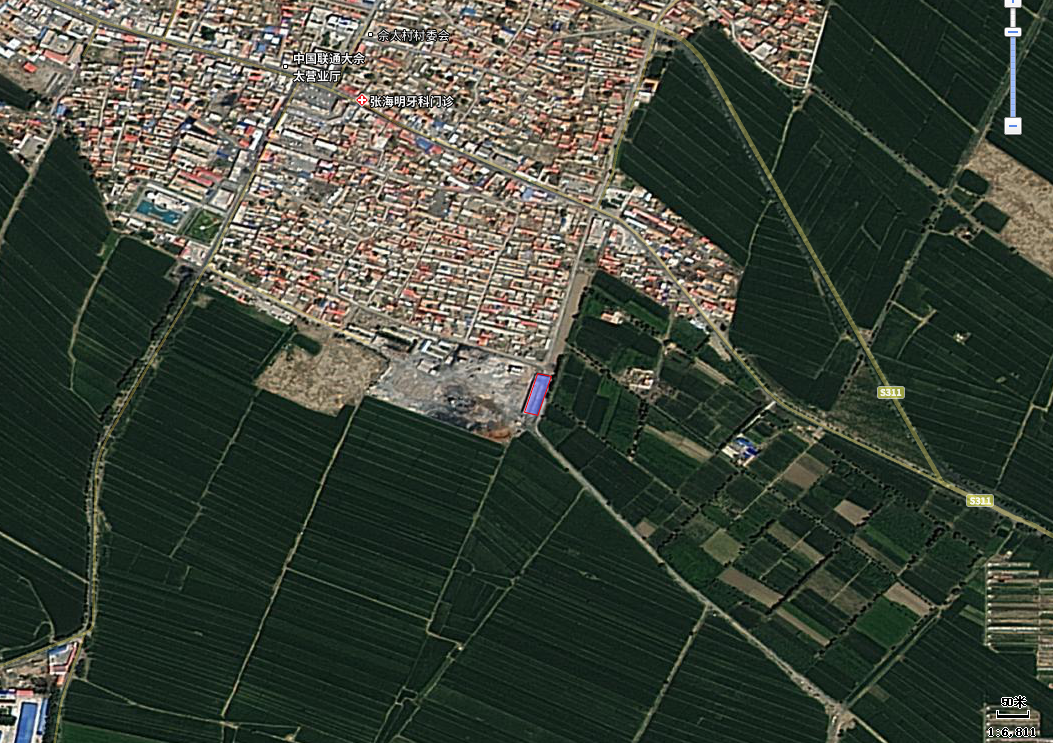 佘太村村委会
中国联通大佘
太营业厅
张海明牙科门诊
S311
S311
50米
1:6,811